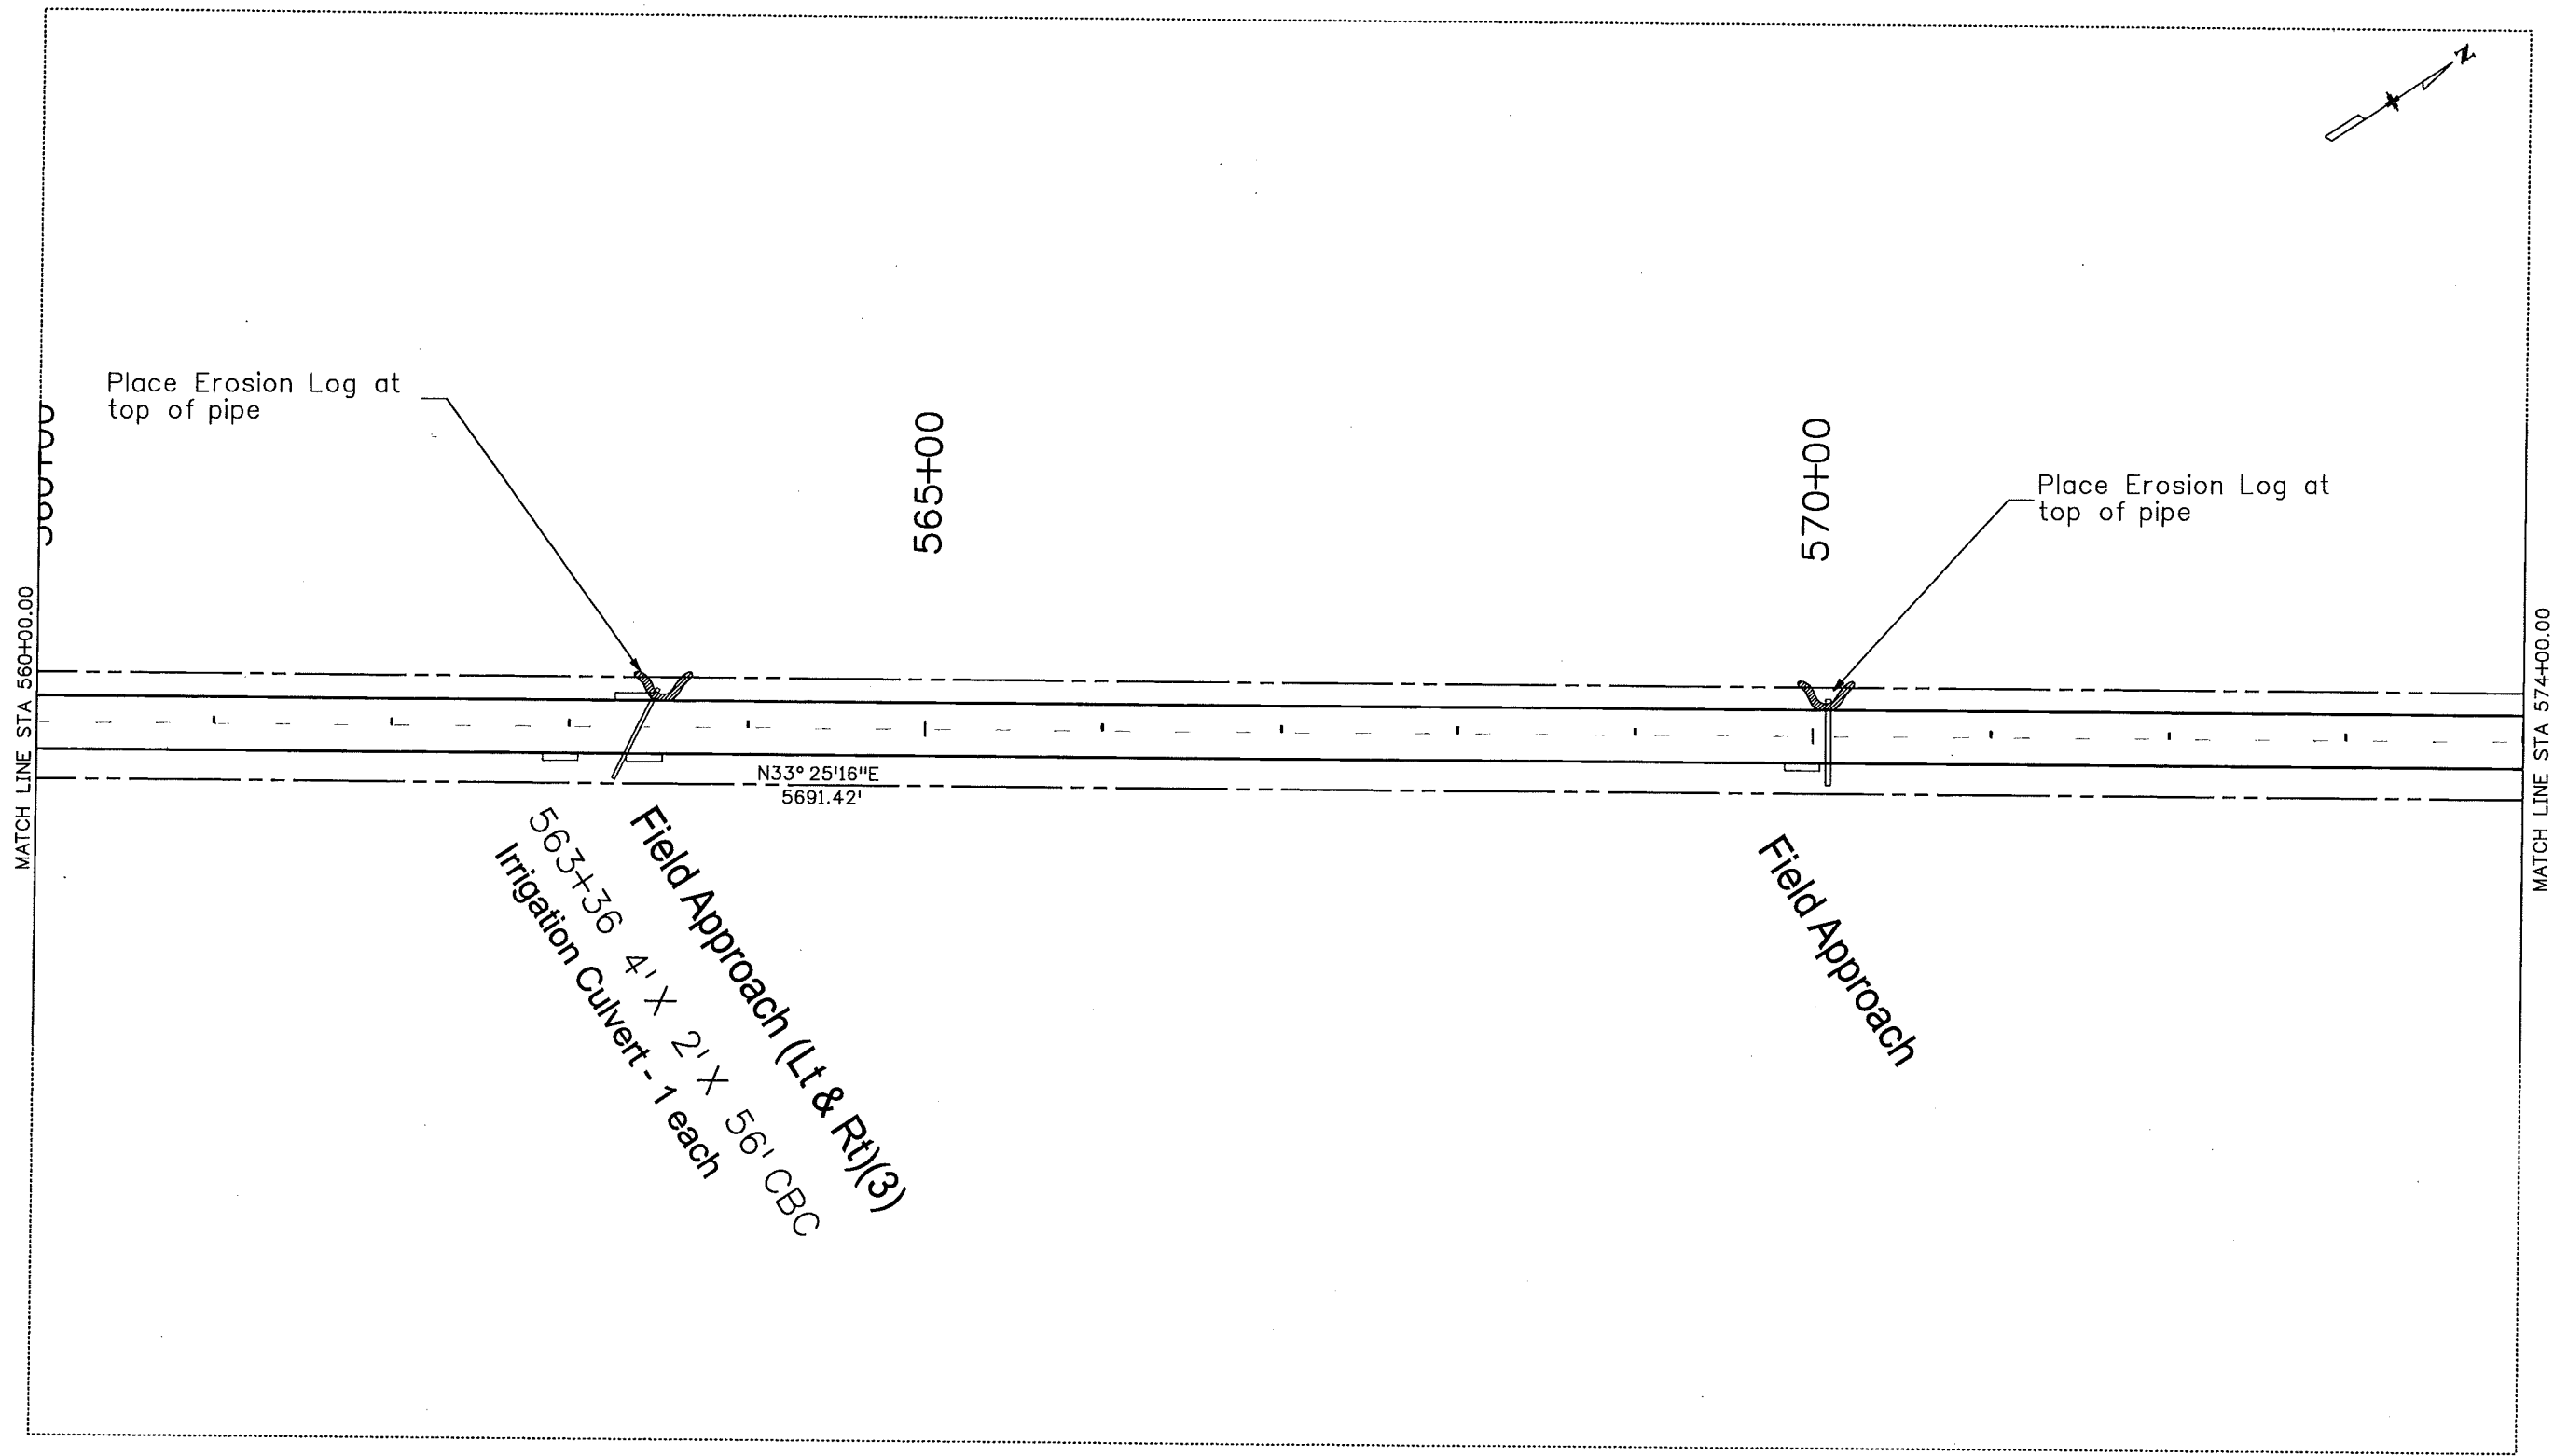 N
Place Erosion Log at
top of pipe
565+00
570+00
Place Erosion Log at
top of pipe
MATCH LINE STA 560+00.00
MATCH LINE STA 574+00.00
N33° 25'16"E
5691.42'
Field Approach (Lt & Rt)(3)
563+36 4' X 2' X 56' CBC
Irrigation Culvert - 1 each
Field Approach